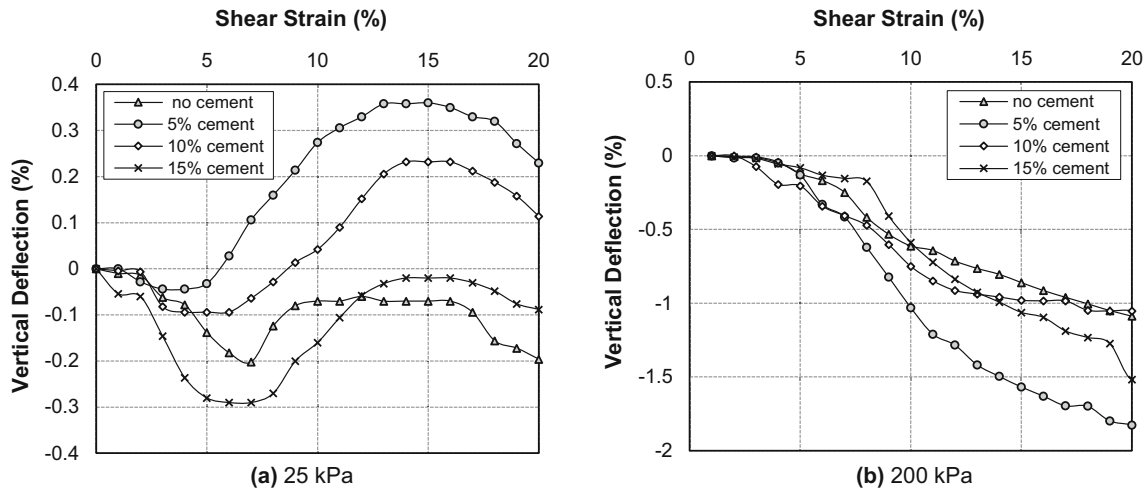 Shear Strain (%)
0 5 10 15 20
0.4
0.3
0.2
0.1
0
-0.1
-0.2
-0.3
-0.4
Vertical Deflection (%)
no cement
5% cement
10% cement
15% cement
(a) 25 kPa
Shear Strain (%)
0 5 10 15 20
0.5
0
-0.5
-1
-1.5
-2
Vertical Deflection (%)
no cement
5% cement
10% cement
15% cement
(b) 200 kPa